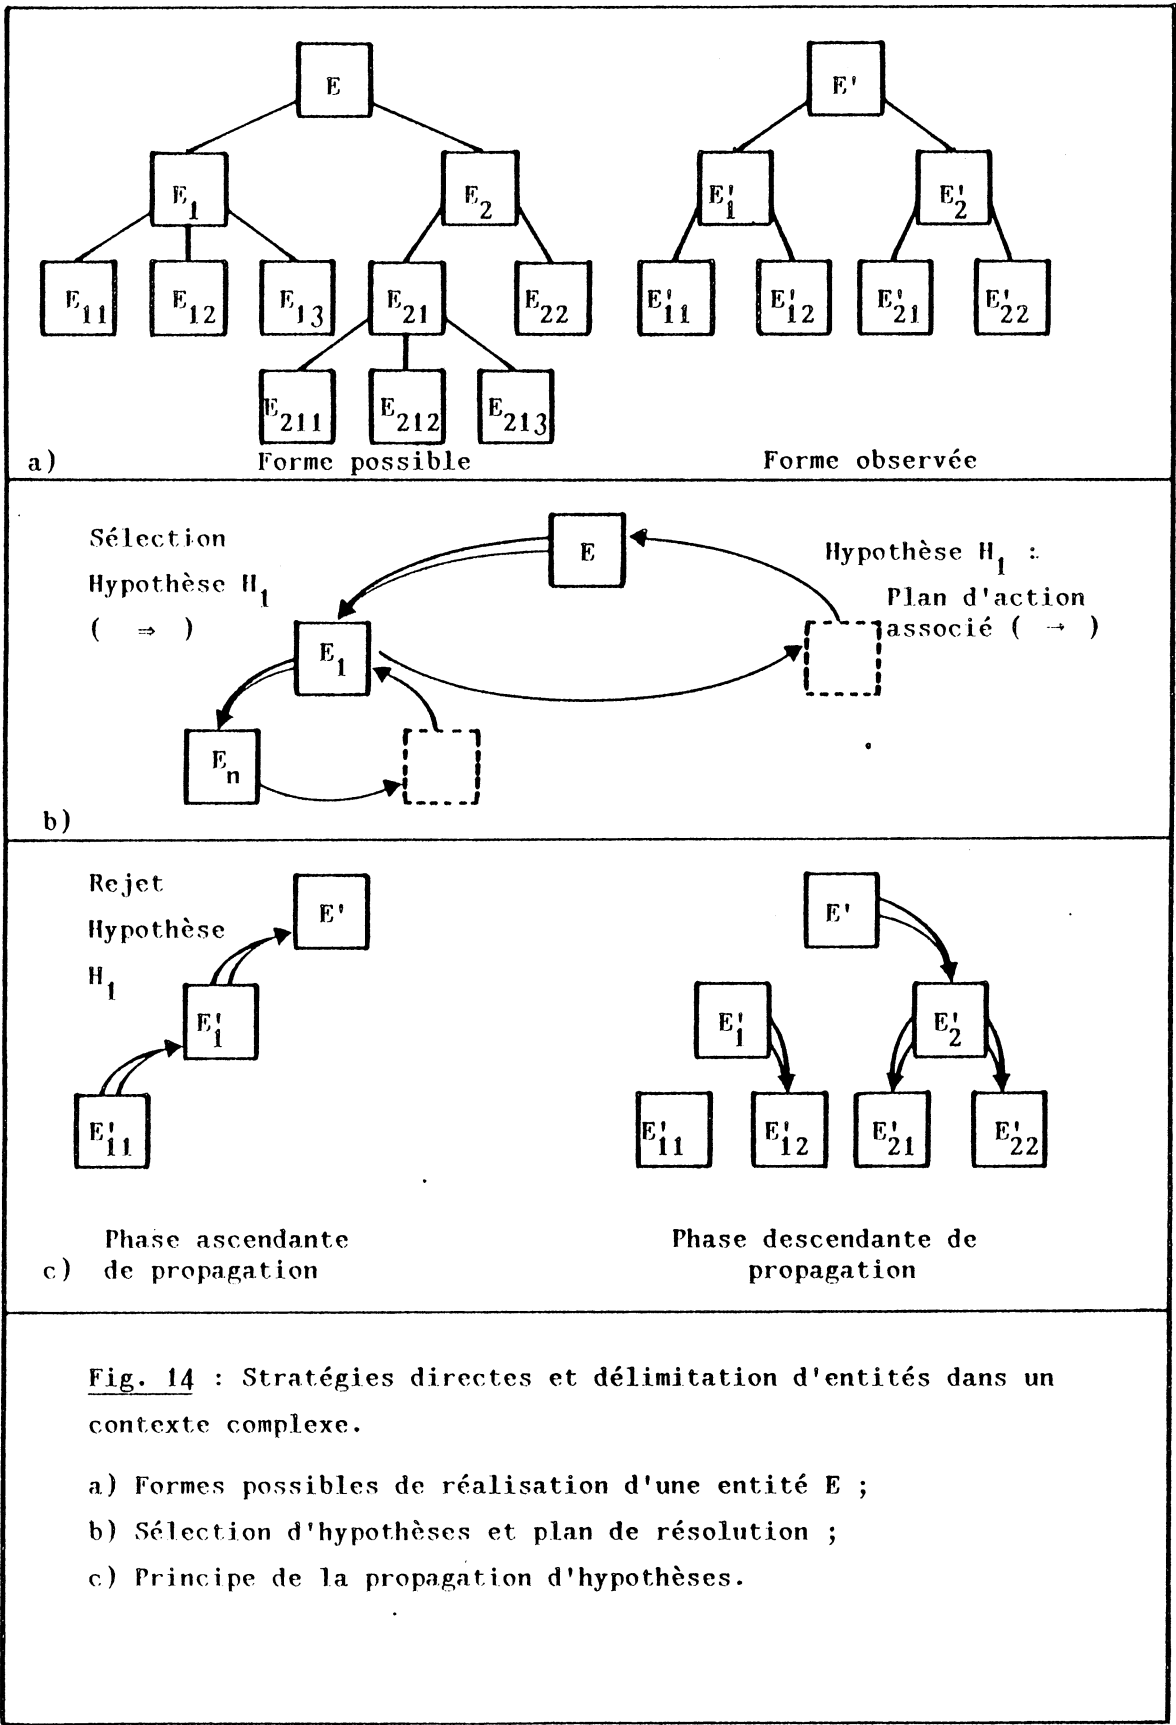 E E'
E1 E2 E'1 E'2
E11 E12 E13 E21 E22 E'11 E'12 E'21 E'22
E211 E212 E213
a) Forme possible Forme observée
Sélection
Hypothèse H1
( ⇒ )
E
Hypothèse H1 :
Plan d'action
associé ( → )
E1
En
b)
Rejet
Hypothèse
H1
E'
E'1
E'11
Phase ascendante
c) de propagation
E'
E'1 E'2
E'11 E'12 E'21 E'22
Phase descendante de
propagation
Fig. 14 : Stratégies directes et délimitation d'entités dans un
contexte complexe.
a) Formes possibles de réalisation d'une entité E ;
b) Sélection d'hypothèses et plan de résolution ;
c) Principe de la propagation d'hypothèses.